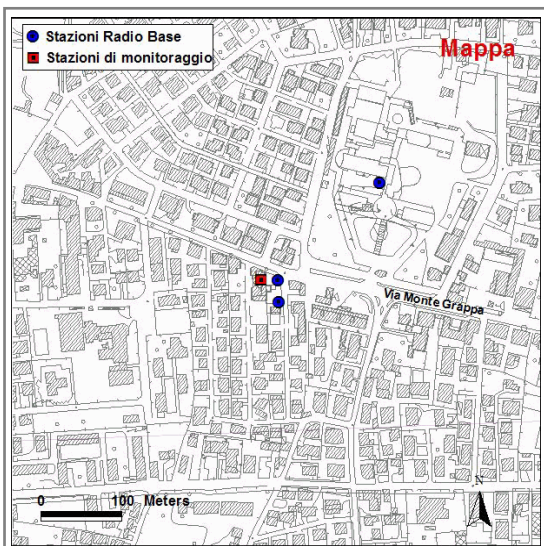 Stazioni Radio Base
Stazioni di monitoraggio
Mappa
Via Monte Grappa
0 100 Meters
N